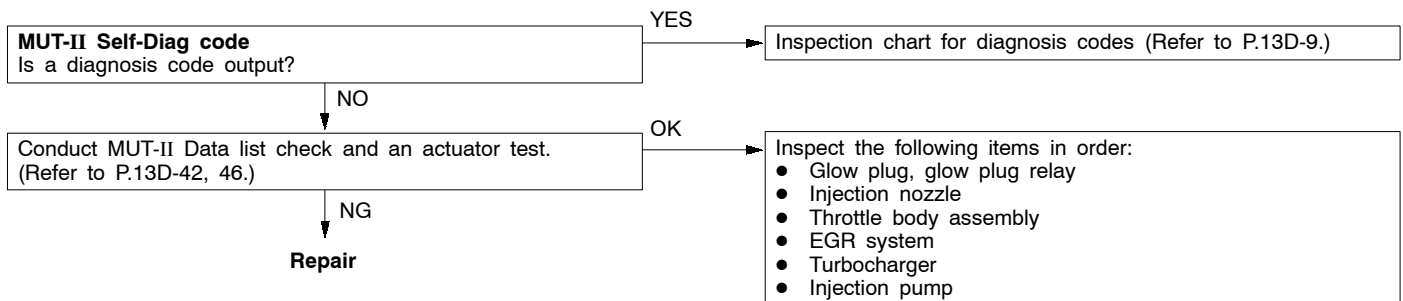 MUT-II Self-Diag code
Is a diagnosis code output?
YES
Inspection chart for diagnosis codes (Refer to P.13D-9.)
NO
Conduct MUT-II Data list check and an actuator test.
(Refer to P.13D-42, 46.)
OK
Inspect the following items in order:
● Glow plug, glow plug relay
● Injection nozzle
● Throttle body assembly
● EGR system
● Turbocharger
● Injection pump
NG
Repair